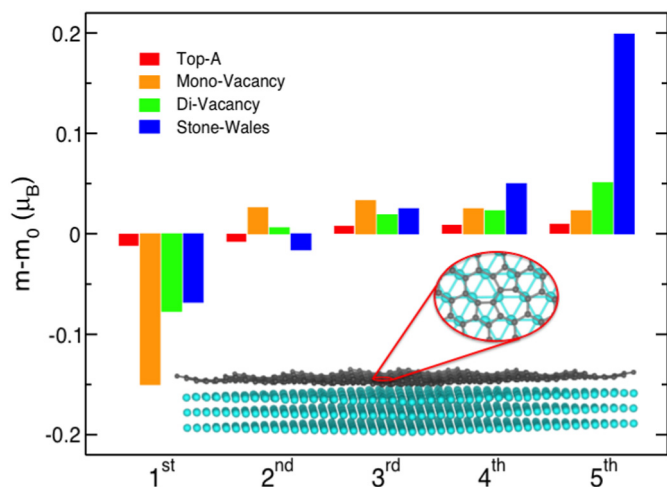 0.2
0.1
0
-0.1
-0.2
m-m₀ (μ_B)
Top-A
Mono-Vacancy
Di-Vacancy
Stone-Wales
1ˢᵗ 2ⁿᵈ 3ʳᵈ 4ᵗʰ 5ᵗʰ